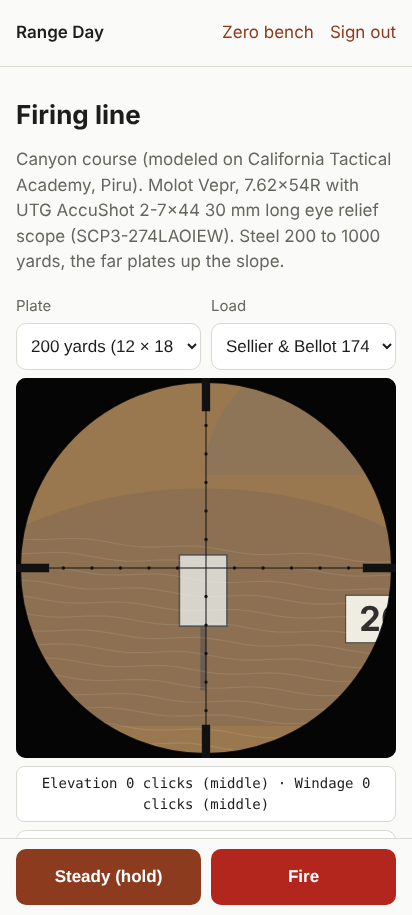 Range Day
Zero bench
Sign out
Firing line
Canyon course (modeled on California Tactical
Academy, Piru). Molot Vepr, 7.62×54R with
UTG AccuShot 2-7×44 30 mm long eye relief
scope (SCP3-274LAOIEW). Steel 200 to 1000
yards, the far plates up the slope.
Plate
Load
200 yards (12 × 18
Sellier & Bellot 174
Elevation 0 clicks (middle) · Windage 0
clicks (middle)
Steady (hold)
Fire